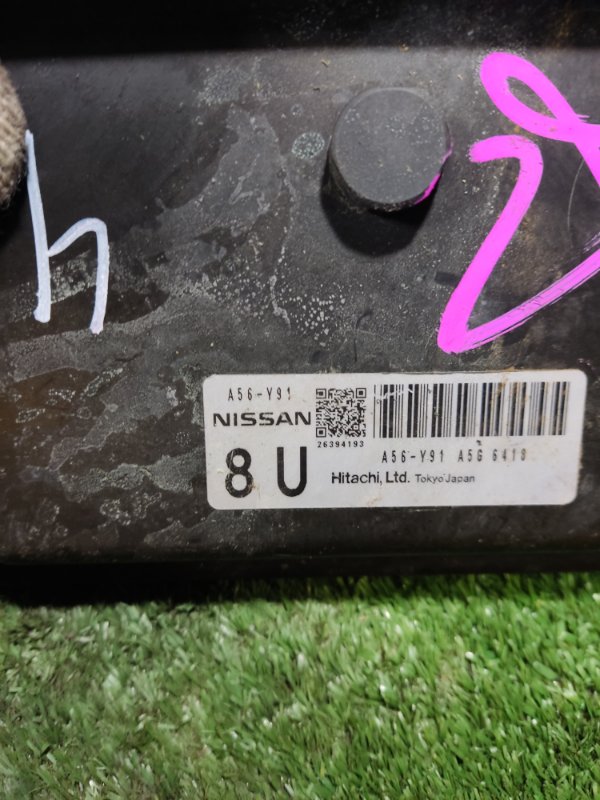 h
A56-Y91
NISSAN
26394193
A56-Y91 A5G 6418
8U
Hitachi, Ltd. Tokyo Japan